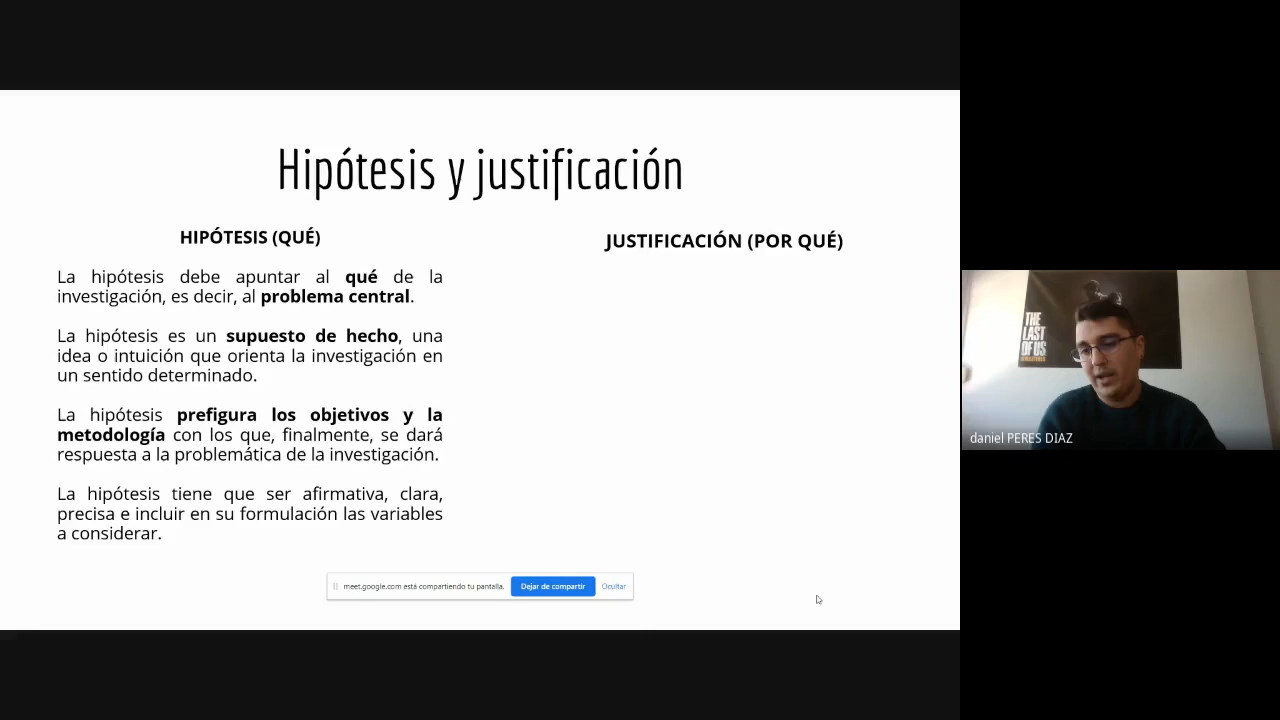 Hipótesis y justificación
HIPÓTESIS (QUÉ)
La hipótesis debe apuntar al qué de la
investigación, es decir, al problema central.
La hipótesis es un supuesto de hecho, una
idea o intuición que orienta la investigación en
un sentido determinado.
La hipótesis prefigura los objetivos y la
metodología con los que, finalmente, se dará
respuesta a la problemática de la investigación.
La hipótesis tiene que ser afirmativa, clara,
precisa e incluir en su formulación las variables
a considerar.
JUSTIFICACIÓN (POR QUÉ)
meet.google.com está compartiendo tu pantalla.
Dejar de compartir
Ocultar
THE
LAST
OF US
REMASTERED
daniel PERES DIAZ